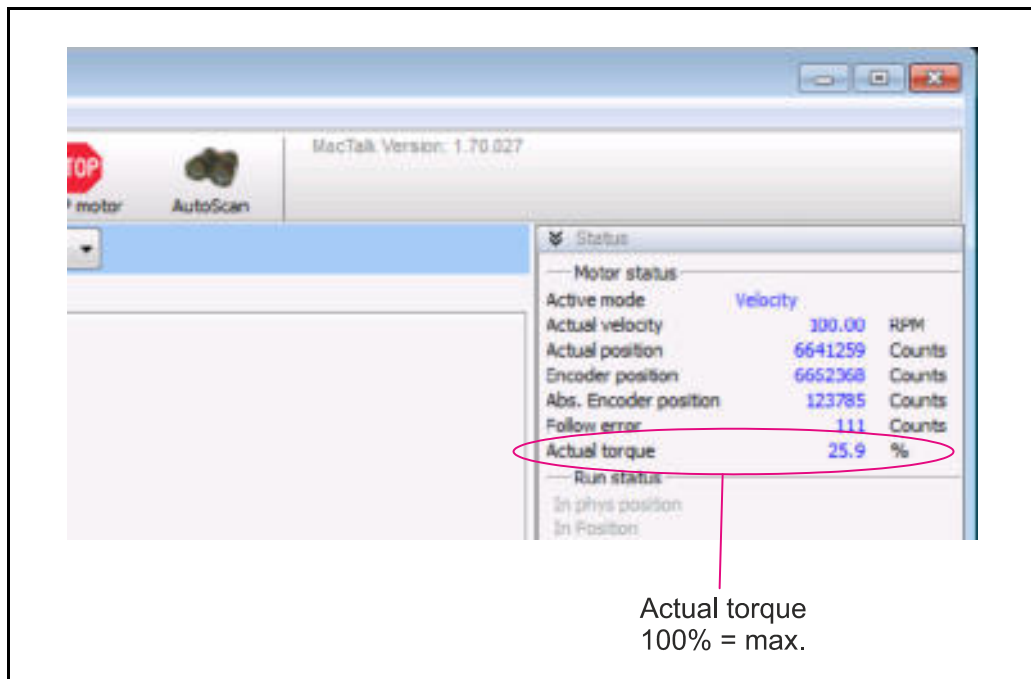 MacTalk Version: 1.70.027
TOP
P motor
AutoScan
Status
Motor status
Active mode Velocity
Actual velocity 100.00 RPM
Actual position 6641259 Counts
Encoder position 6652368 Counts
Abs. Encoder position 123785 Counts
Follow error 111 Counts
Actual torque 25.9 %
Run status
In phys position
In Position
Actual torque
100% = max.